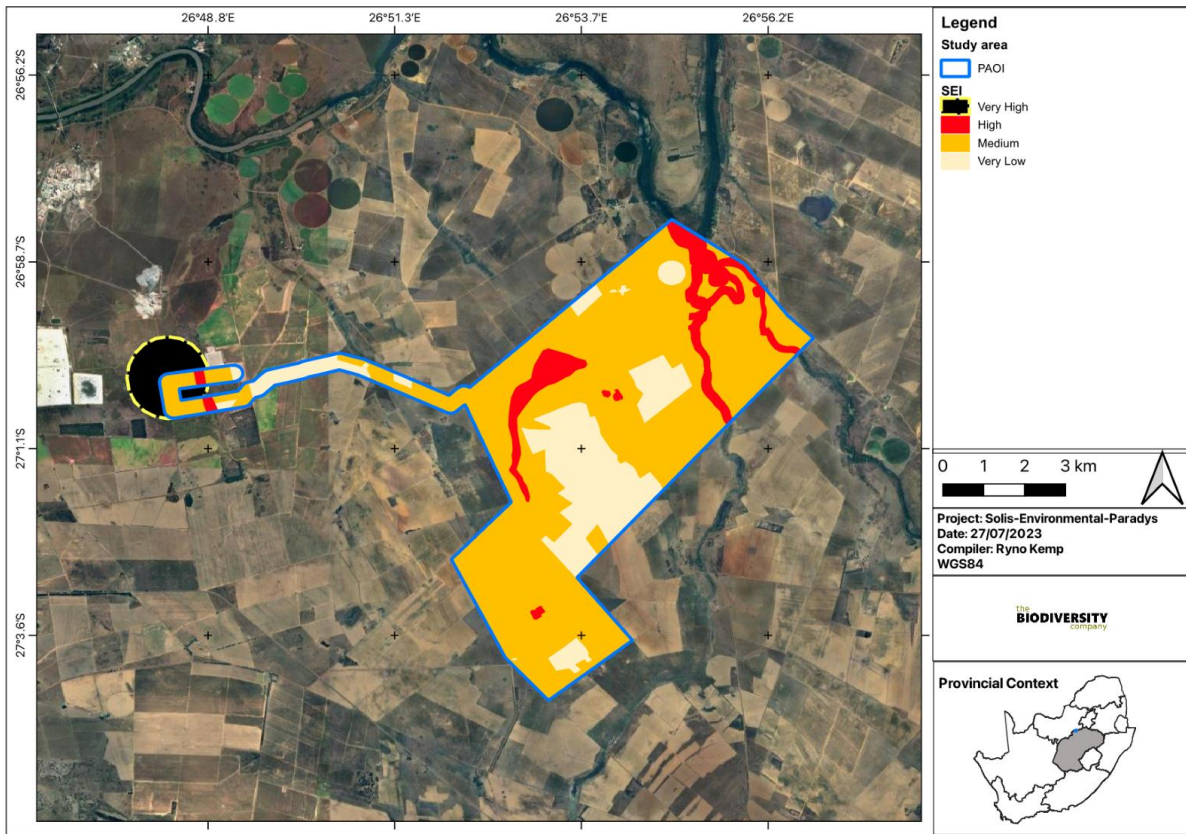 26°48.8'E
26°51.3'E
26°53.7'E
26°56.2'E
26°56.2'S
26°58.7'S
27°1.1'S
27°3.6'S
Legend
Study area
PAOI
SEI
Very High
High
Medium
Very Low
0 1 2 3 km
Project: Solis-Environmental-Paradys
Date: 27/07/2023
Compiler: Ryno Kemp
WGS84
the
BIODIVERSITY
company
Provincial Context